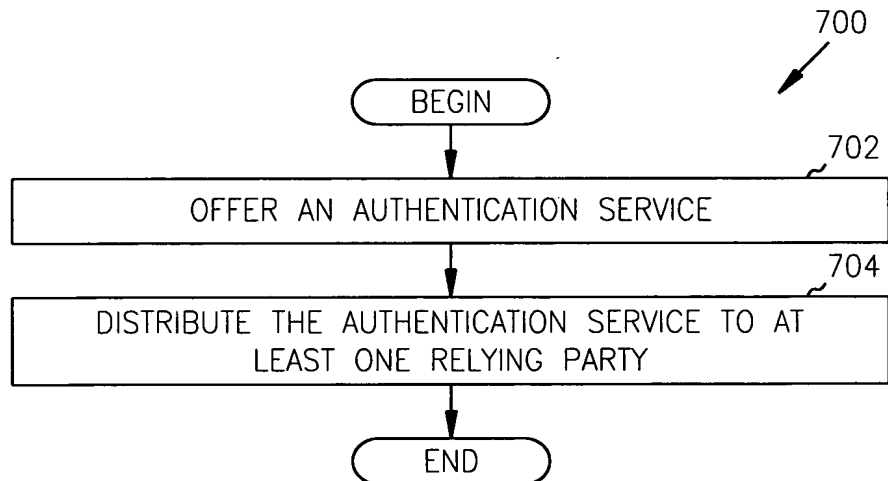 700
BEGIN
702
OFFER AN AUTHENTICATION SERVICE
704
DISTRIBUTE THE AUTHENTICATION SERVICE TO AT
LEAST ONE RELYING PARTY
END